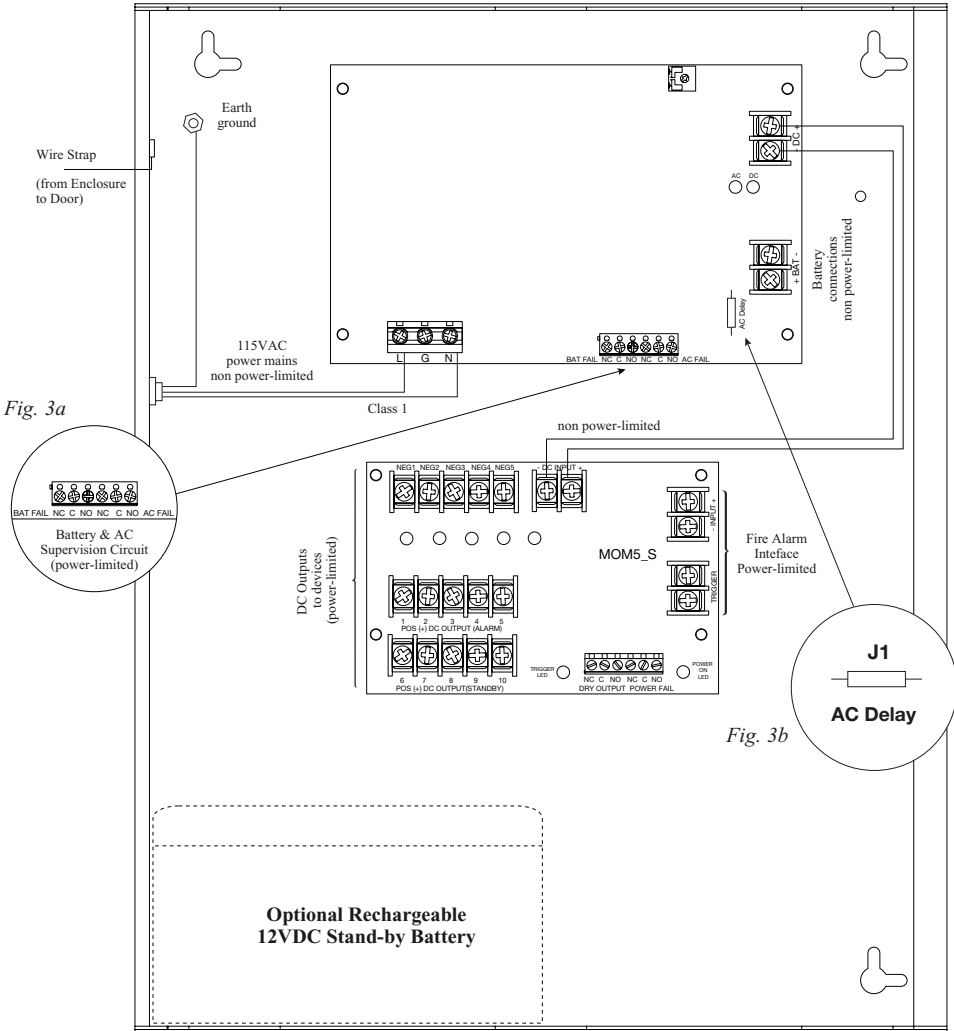 Earth
ground
Wire Strap
(from Enclosure
to Door)
- DC +
AC DC
Battery
connections
non power-limited
+ BAT -
AC Delay
115VAC
power mains
non power-limited
L G N
BAT FAIL NC C NO NC C NO AC FAIL
Class 1
Fig. 3a
BAT FAIL NC C NO NC C NO AC FAIL
Battery & AC
Supervision Circuit
(power-limited)
non power-limited
NEG1 NEG2 NEG3 NEG4 NEG5
- DC INPUT +
- INPUT +
MOM5_S
Fire Alarm
Inteface
Power-limited
TRIGGER
DC Outputs
to devices
(power-limited)
1 2 3 4 5
POS (+) DC OUTPUT (ALARM)
6 7 8 9 10
POS (+) DC OUTPUT(STANDBY)
TRIGGER
LED
NC C NO NC C NO
DRY OUTPUT POWER FAIL
POWER
ON
LED
J1
AC Delay
Fig. 3b
Optional Rechargeable
12VDC Stand-by Battery